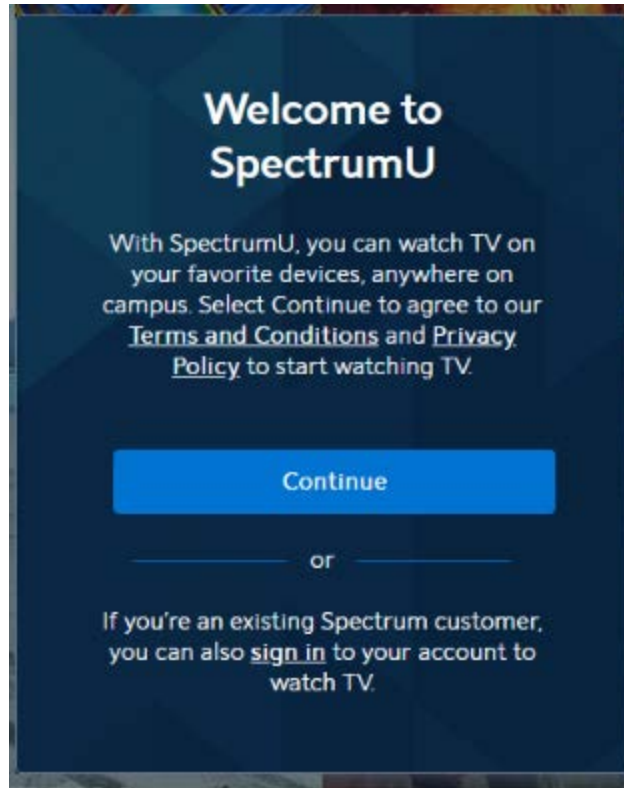 Welcome to
SpectrumU
With SpectrumU, you can watch TV on
your favorite devices, anywhere on
campus. Select Continue to agree to our
Terms and Conditions and Privacy
Policy to start watching TV.
Continue
or
If you're an existing Spectrum customer,
you can also sign in to your account to
watch TV.